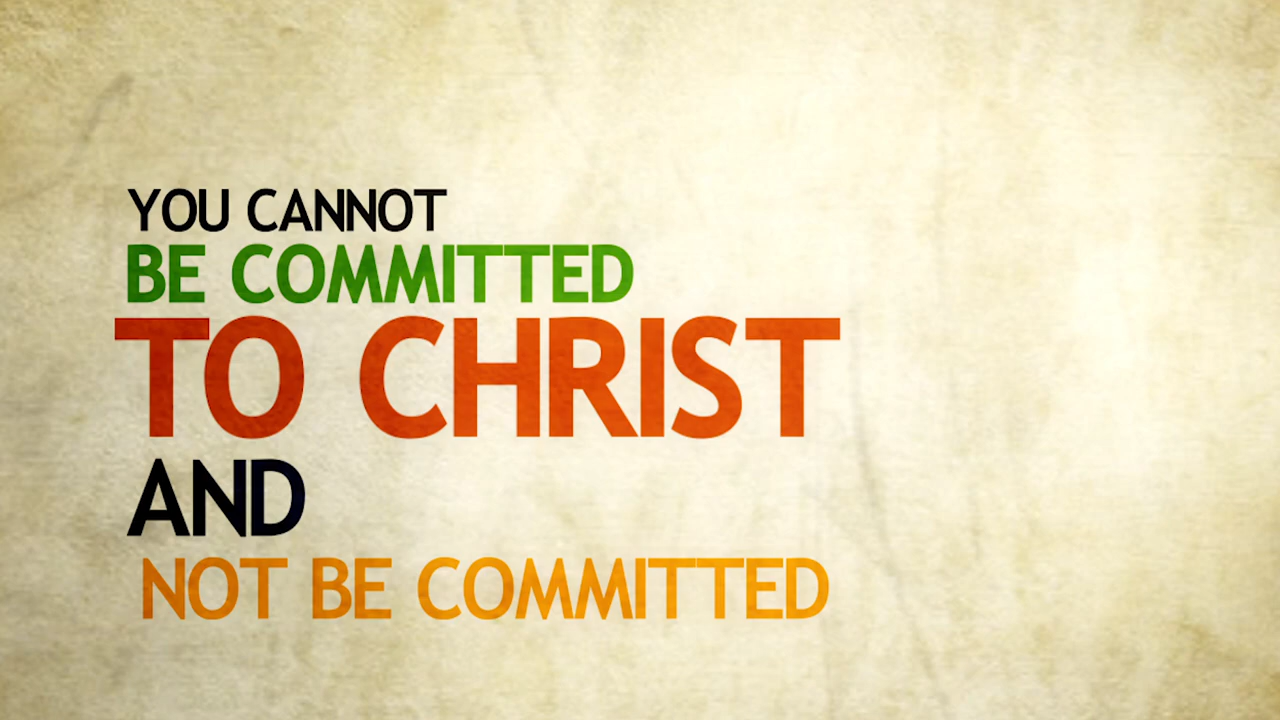 YOU CANNOT
BE COMMITTED
TO CHRIST
AND
NOT BE COMMITTED